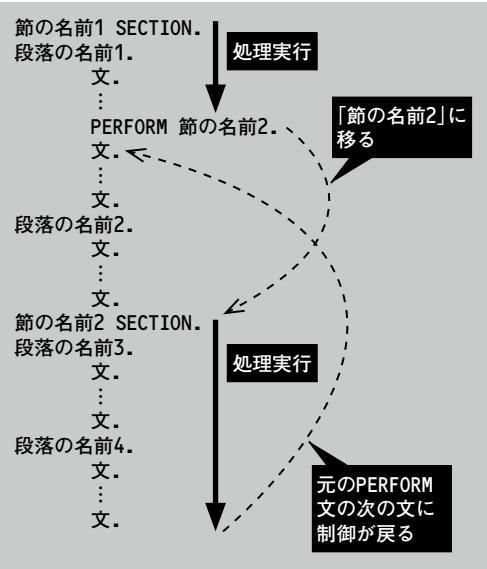 節の名前1 SECTION.
段落の名前1.
処理実行
文.
⋮
PERFORM 節の名前2.
「節の名前2」に
移る
文.
⋮
文.
段落の名前2.
文.
⋮
文.
節の名前2 SECTION.
段落の名前3.
処理実行
文.
⋮
文.
段落の名前4.
文.
⋮
文.
元のPERFORM
文の次の文に
制御が戻る